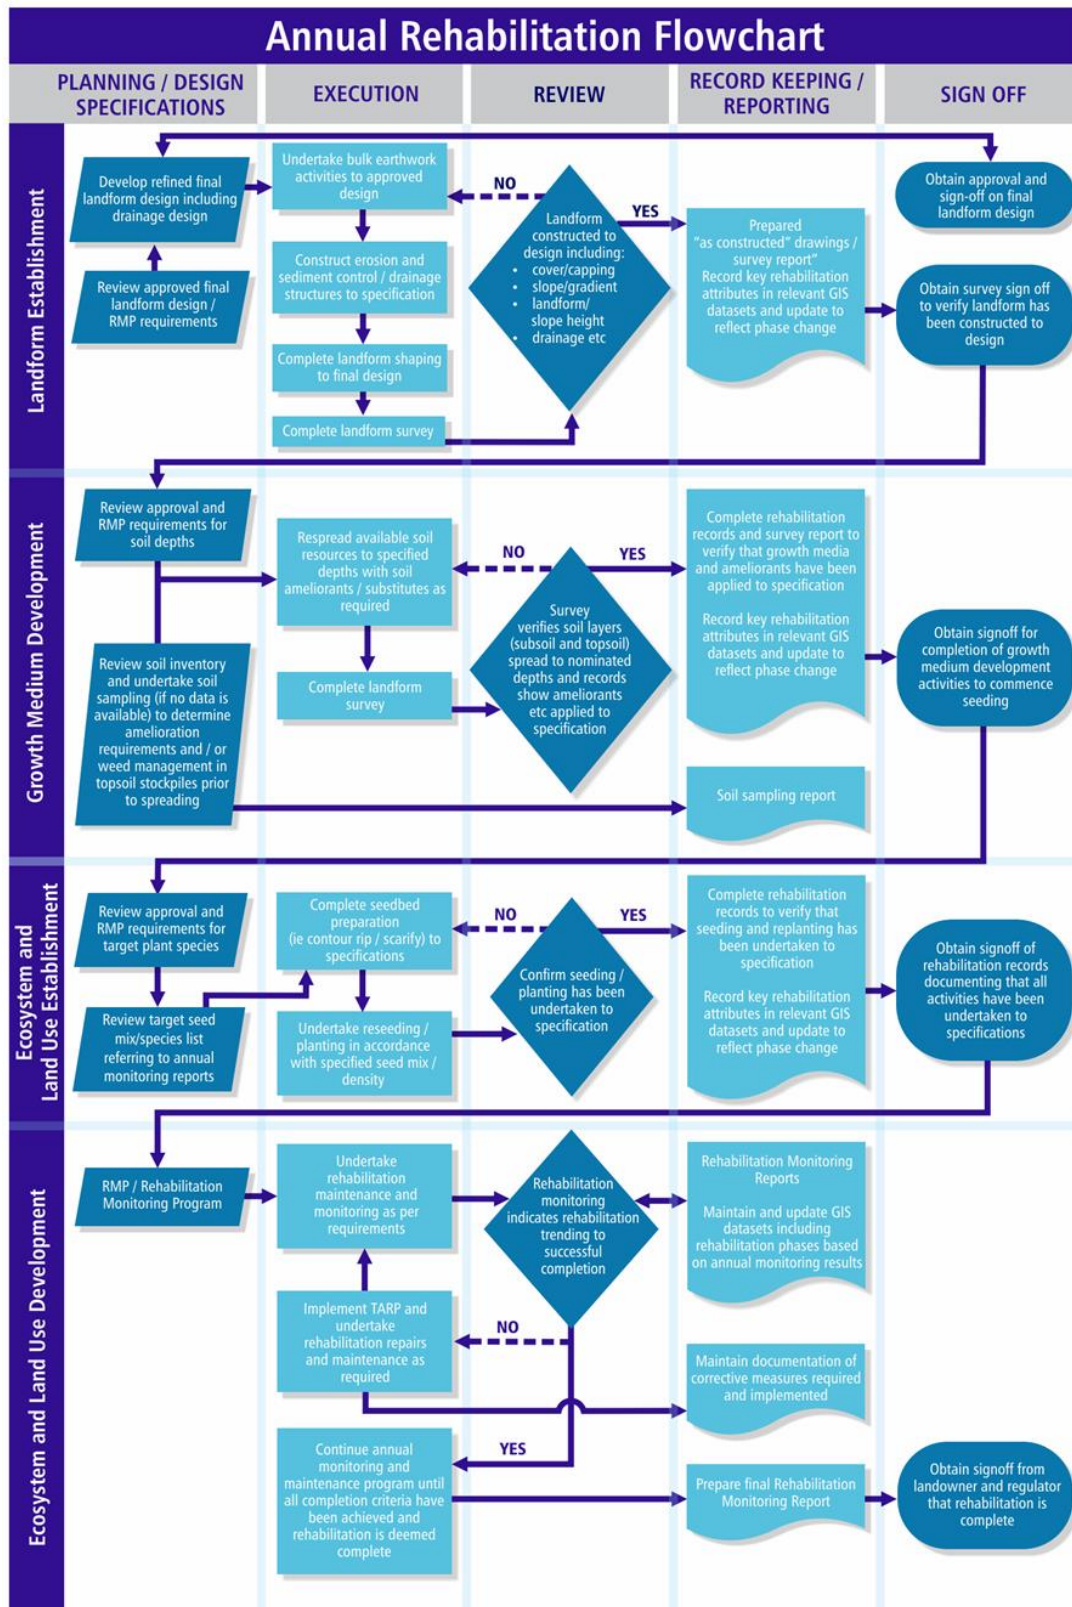 Annual Rehabilitation Flowchart
PLANNING / DESIGN
SPECIFICATIONS
EXECUTION
REVIEW
RECORD KEEPING /
REPORTING
SIGN OFF
Landform Establishment
Develop refined final
landform design including
drainage design
Review approved final
landform design /
RMP requirements
Undertake bulk earthwork
activities to approved
design
Construct erosion and
sediment control / drainage
structures to specification
Complete landform shaping
to final design
Complete landform survey
NO
Landform
constructed to
design including:
• cover/capping
• slope/gradient
• landform/
slope height
• drainage etc
YES
Prepared
"as constructed" drawings /
survey report"
Record key rehabilitation
attributes in relevant GIS
datasets and update to
reflect phase change
Obtain approval and
sign-off on final
landform design
Obtain survey sign off
to verify landform has
been constructed to
design
Growth Medium Development
Review approval and
RMP requirements for
soil depths
Review soil inventory
and undertake soil
sampling (if no data is
available) to determine
amelioration
requirements and / or
weed management in
topsoil stockpiles prior
to spreading
Respread available soil
resources to specified
depths with soil
ameliorants / substitutes as
required
Complete landform
survey
NO
YES
Survey
verifies soil layers
(subsoil and topsoil)
spread to nominated
depths and records
show ameliorants
etc applied to
specification
Complete rehabilitation
records and survey report to
verify that growth media
and ameliorants have been
applied to specification
Record key rehabilitation
attributes in relevant GIS
datasets and update to
reflect phase change
Soil sampling report
Obtain signoff for
completion of growth
medium development
activities to commence
seeding
Ecosystem and
Land Use Establishment
Review approval and
RMP requirements for
target plant species
Review target seed
mix/species list
referring to annual
monitoring reports
Complete seedbed
preparation
(ie contour rip / scarify) to
specifications
Undertake reseeding /
planting in accordance
with specified seed mix /
density
NO
YES
Confirm seeding /
planting has been
undertaken to
specification
Complete rehabilitation
records to verify that
seeding and replanting has
been undertaken to
specification
Record key rehabilitation
attributes in relevant GIS
datasets and update to
reflect phase change
Obtain signoff of
rehabilitation records
documenting that all
activities have been
undertaken to
specifications
Ecosystem and Land Use Development
RMP / Rehabilitation
Monitoring Program
Undertake
rehabilitation
maintenance and
monitoring as per
requirements
Implement TARP and
undertake
rehabilitation repairs
and maintenance as
required
Continue annual
monitoring and
maintenance program until
all completion criteria have
been achieved and
rehabilitation is deemed
complete
Rehabilitation
monitoring
indicates rehabilitation
trending to
successful
completion
NO
YES
Rehabilitation Monitoring
Reports
Maintain and update GIS
datasets including
rehabilitation phases based
on annual monitoring results
Maintain documentation of
corrective measures required
and implemented
Prepare final Rehabilitation
Monitoring Report
Obtain signoff from
landowner and regulator
that rehabilitation is
complete